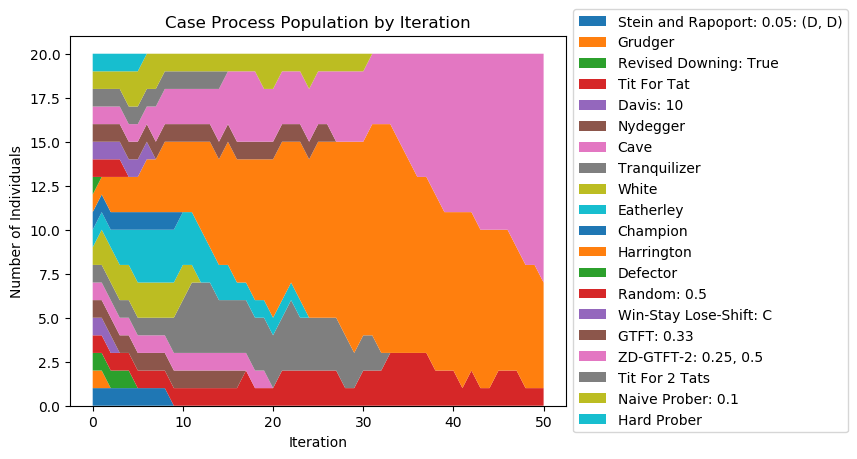 Case Process Population by Iteration
Number of Individuals
20.0
17.5
15.0
12.5
10.0
7.5
5.0
2.5
0.0
0 10 20 30 40 50
Iteration
Stein and Rapoport: 0.05: (D, D)
Grudger
Revised Downing: True
Tit For Tat
Davis: 10
Nydegger
Cave
Tranquilizer
White
Eatherley
Champion
Harrington
Defector
Random: 0.5
Win-Stay Lose-Shift: C
GTFT: 0.33
ZD-GTFT-2: 0.25, 0.5
Tit For 2 Tats
Naive Prober: 0.1
Hard Prober